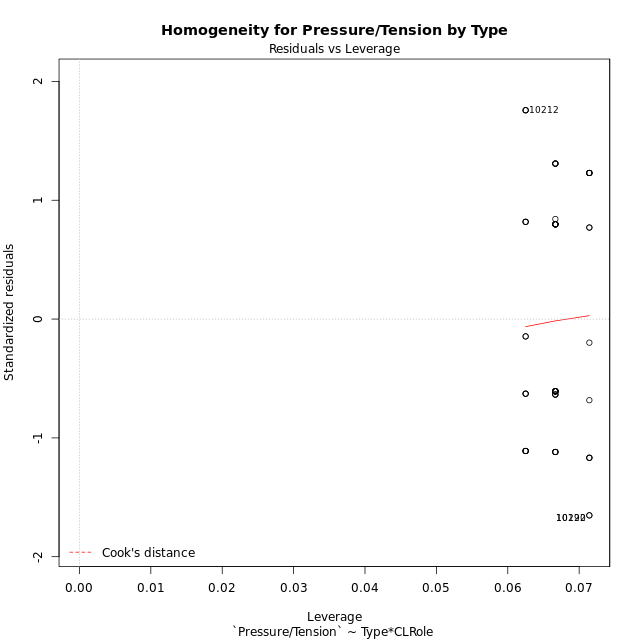 Homogeneity for Pressure/Tension by Type
Residuals vs Leverage
Standardized residuals
2
1
0
-1
-2
10212
Cook's distance
0.00 0.01 0.02 0.03 0.04 0.05 0.06 0.07
Leverage
`Pressure/Tension` ~ Type*CLRole